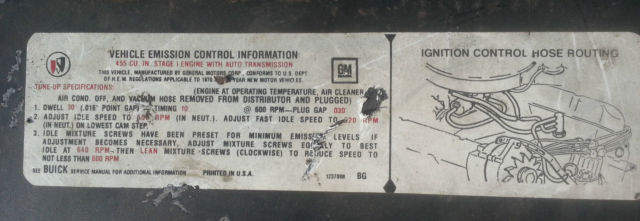 VEHICLE EMISSION CONTROL INFORMATION
455 CU. IN. STAGE I ENGINE WITH AUTO TRANSMISSION
THIS VEHICLE, MANUFACTURED BY GENERAL MOTORS CORP., CONFORMS TO U.S. DEPT
OF H.E.W. REGULATIONS APPLICABLE TO 1970 YEAR NEW MOTOR VEHICLES.
GM
TUNE-UP SPECIFICATIONS:
(ENGINE AT OPERATING TEMPERATURE, AIR CLEANER
AIR COND. OFF, AND VACUUM HOSE REMOVED FROM DISTRIBUTOR AND PLUGGED)
1. DWELL 30° (.016" POINT GAP) TIMING 10° @ 600 RPM—PLUG GAP .030"
2. ADJUST IDLE SPEED TO RPM (IN NEUT.). ADJUST FAST IDLE SPEED TO RPM
(IN NEUT.) ON LOWEST CAM STEP.
3. IDLE MIXTURE SCREWS HAVE BEEN PRESET FOR MINIMUM EMISSION LEVELS. IF
ADJUSTMENT BECOMES NECESSARY, ADJUST MIXTURE SCREWS EQUALLY TO BEST
IDLE AT 640 RPM—THEN LEAN MIXTURE SCREWS (CLOCKWISE) TO REDUCE SPEED TO
NOT LESS THAN 600 RPM
SEE BUICK SERVICE MANUAL FOR ADDITIONAL INFORMATION PRINTED IN U.S.A. BG
IGNITION CONTROL HOSE ROUTING